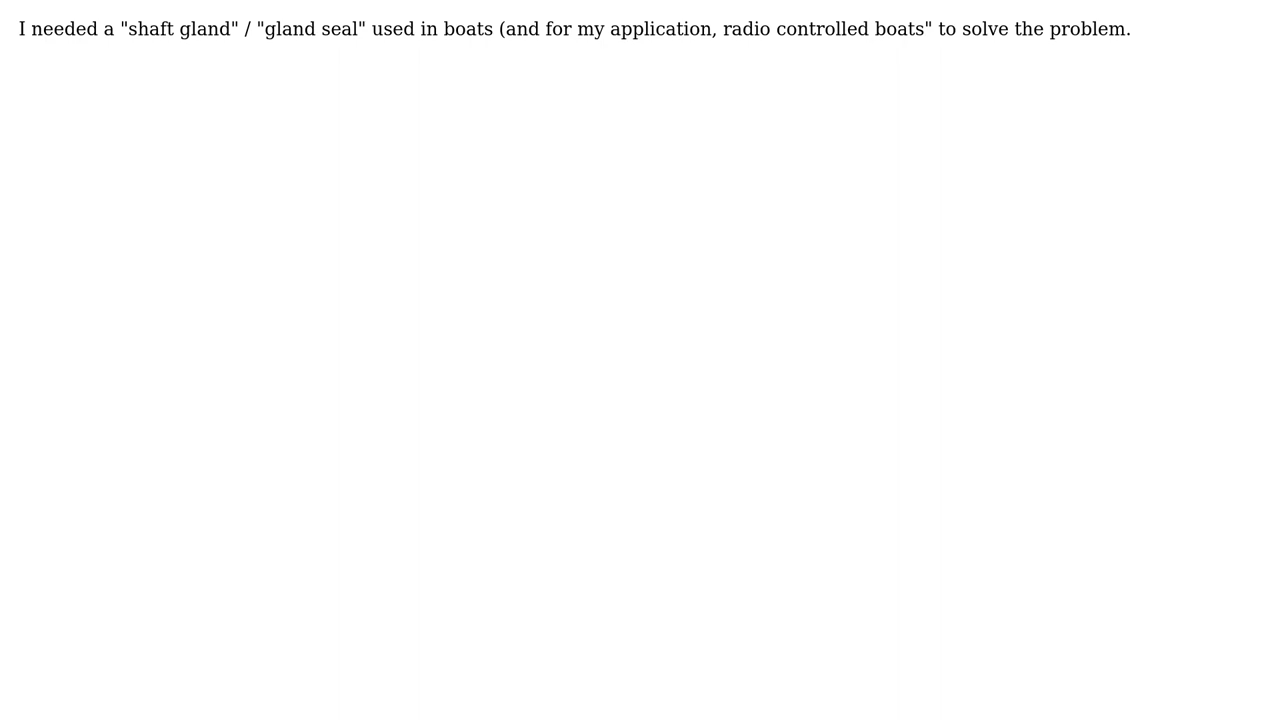 I needed a "shaft gland" / "gland seal" used in boats (and for my application, radio controlled boats" to solve the problem.